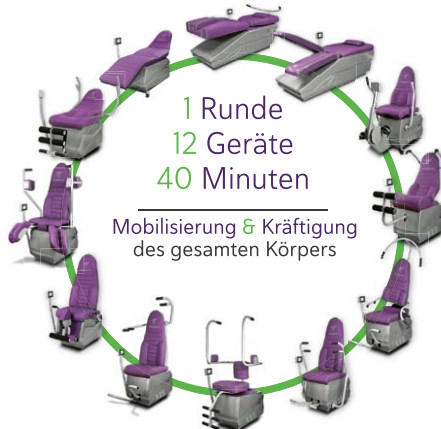 1 Runde
12 Geräte
40 Minuten
Mobilisierung & Kräftigung
des gesamten Körpers